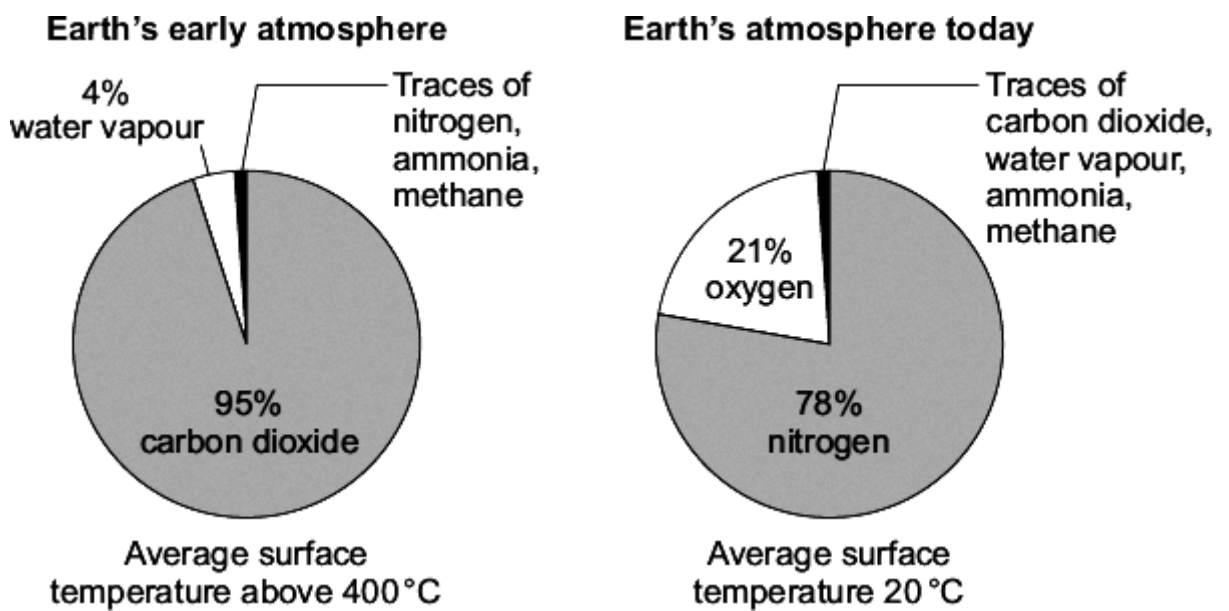 Earth's early atmosphere
4%
water vapour
Traces of
nitrogen,
ammonia,
methane
95%
carbon dioxide
Average surface
temperature above 400 °C
Earth's atmosphere today
Traces of
carbon dioxide,
water vapour,
ammonia,
methane
21%
oxygen
78%
nitrogen
Average surface
temperature 20 °C